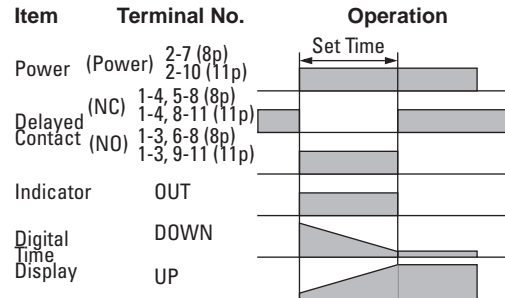 Item Terminal No. Operation
Set Time
Power (Power) 2-7 (8p)
2-10 (11p)
Delayed
Contact
(NC) 1-4, 5-8 (8p)
1-4, 8-11 (11p)
(NO) 1-3, 6-8 (8p)
1-3, 9-11 (11p)
Indicator OUT
Digital
Time
Display
DOWN
UP